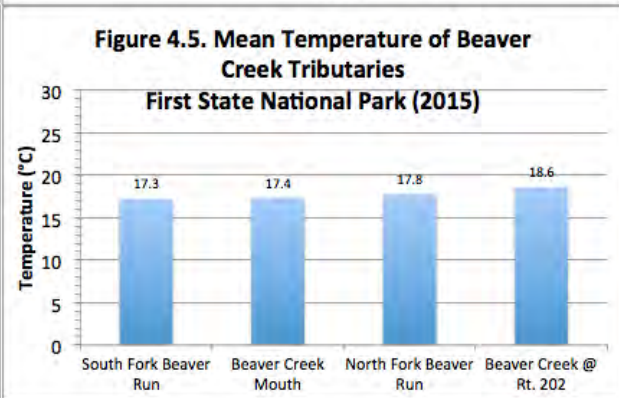 Figure 4.5. Mean Temperature of Beaver
Creek Tributaries
First State National Park (2015)
Temperature (°C)
30
25
20
15
10
5
0
17.3
17.4
17.8
18.6
South Fork Beaver
Run
Beaver Creek
Mouth
North Fork Beaver
Run
Beaver Creek @
Rt. 202